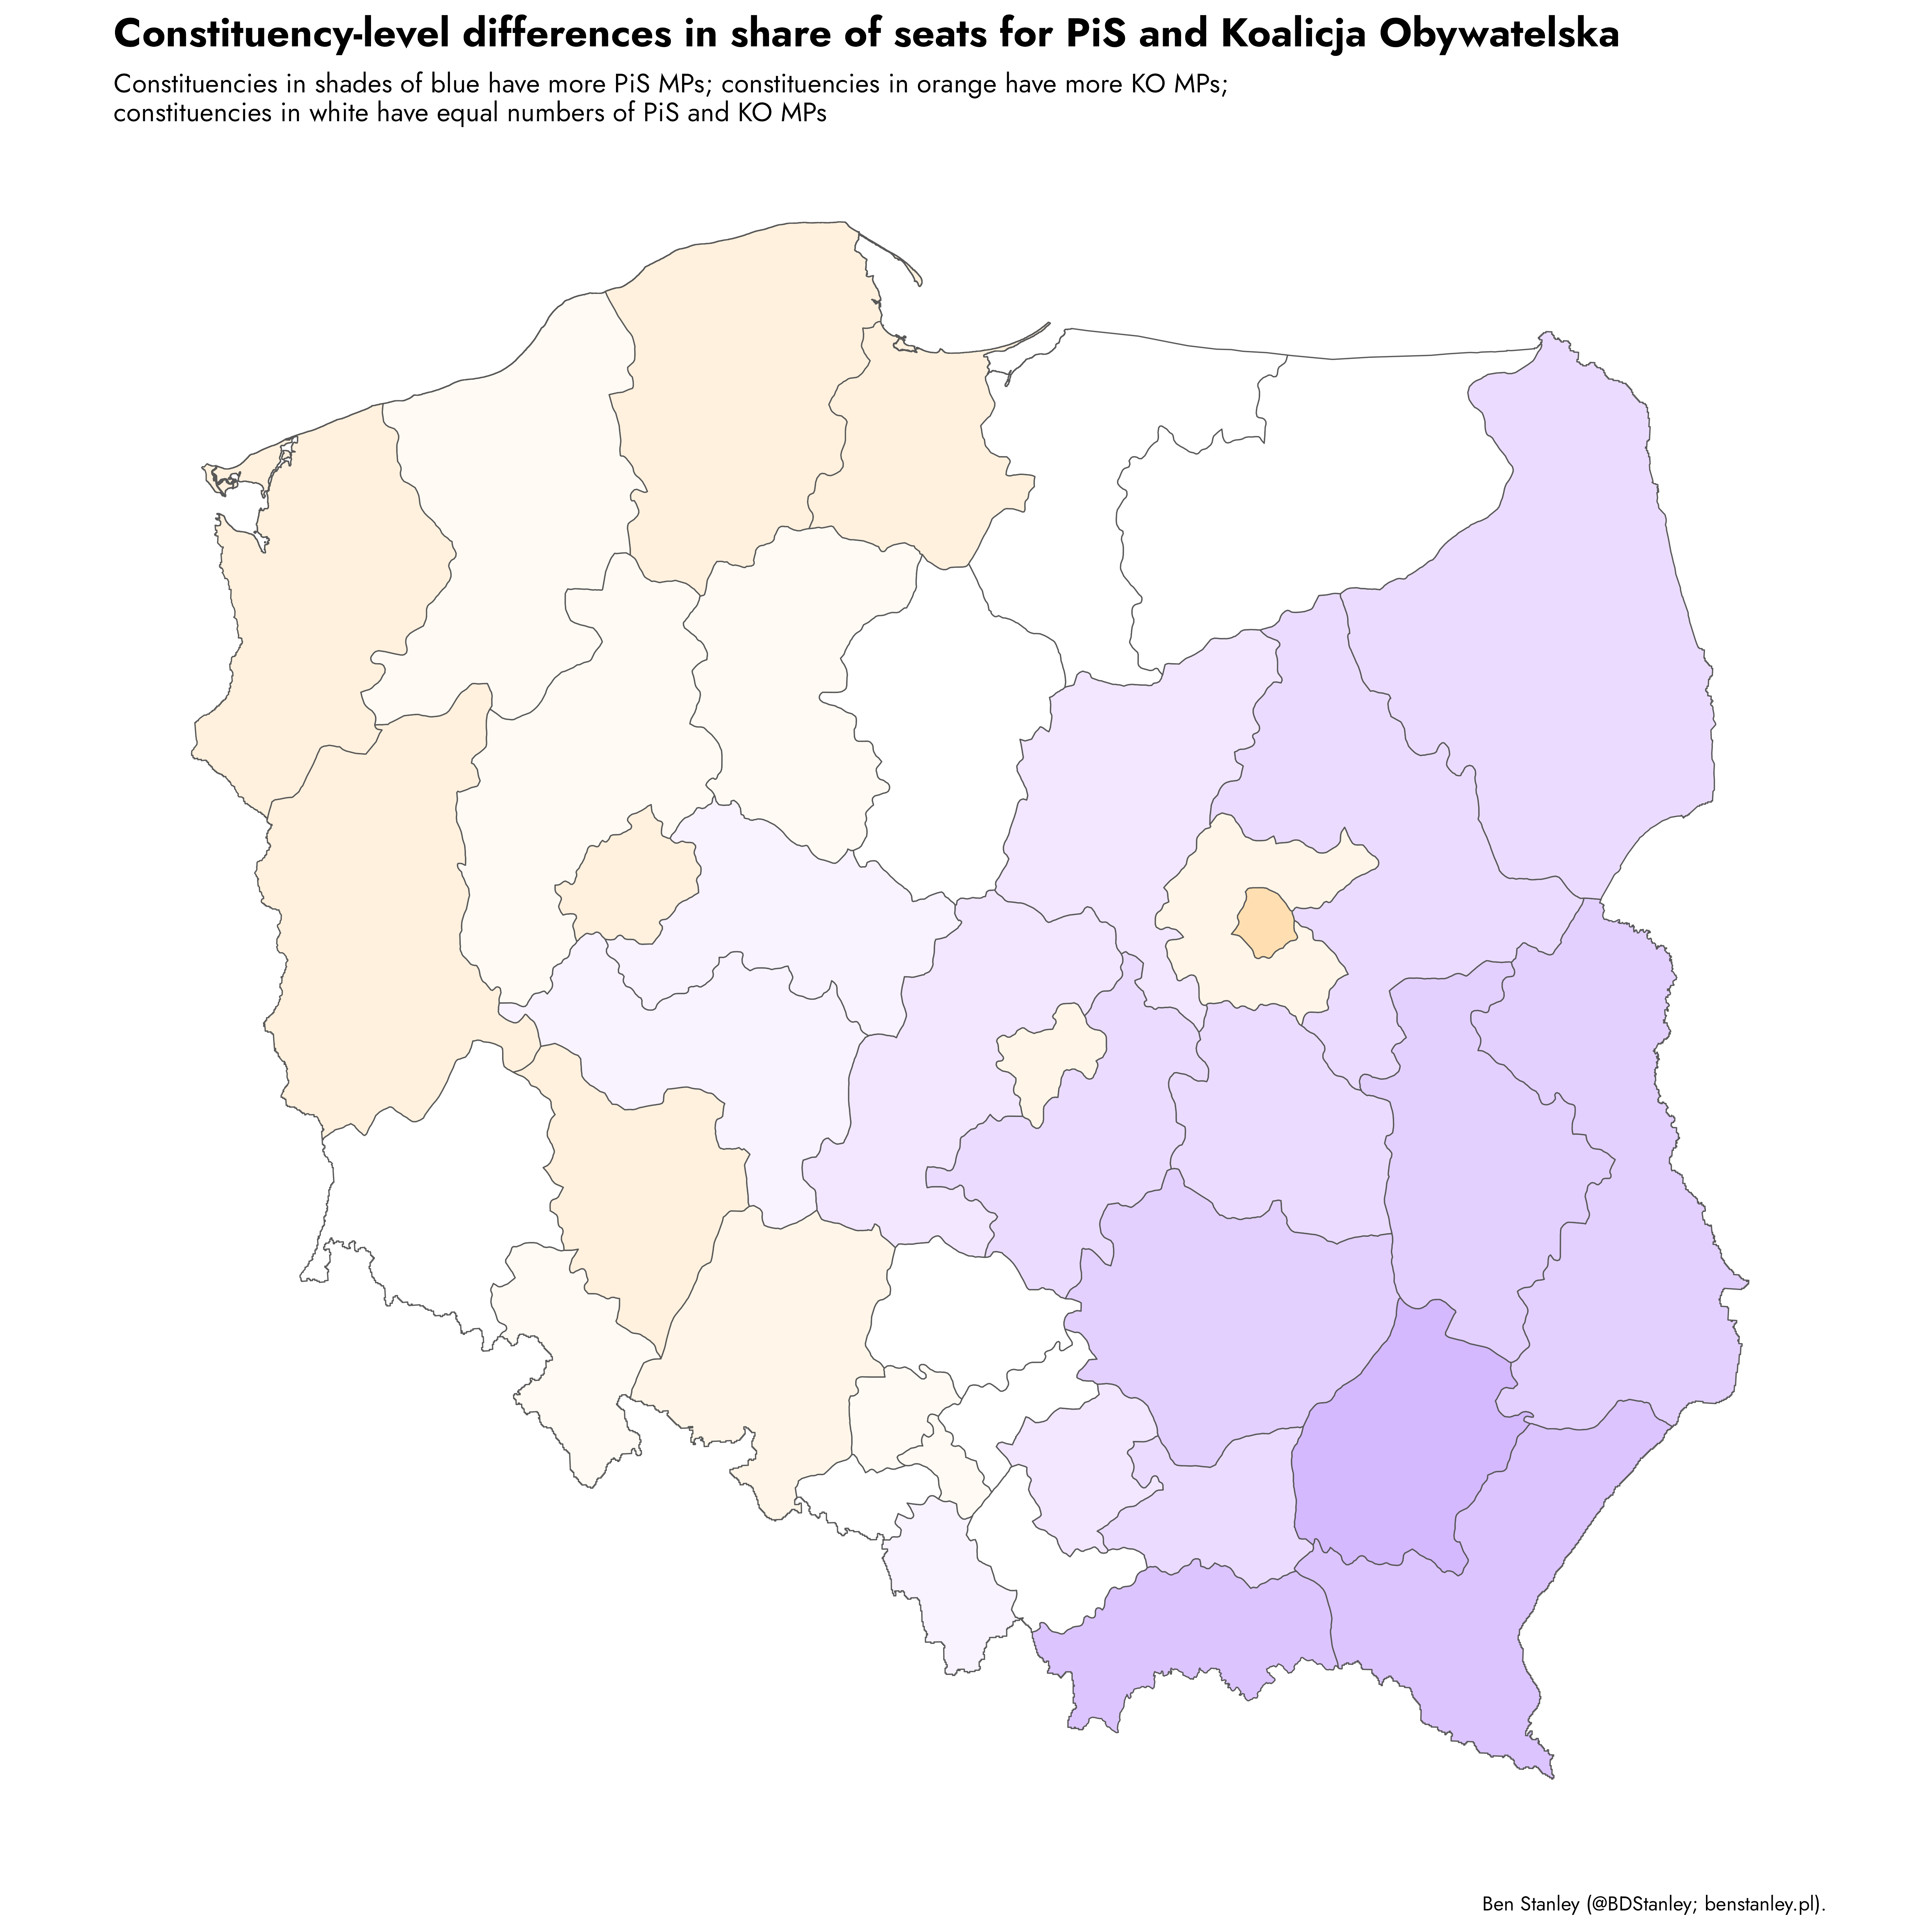 Constituency-level differences in share of seats for PiS and Koalicja Obywatelska
Constituencies in shades of blue have more PiS MPs; constituencies in orange have more KO MPs;
constituencies in white have equal numbers of PiS and KO MPs
Ben Stanley (@BDStanley; benstanley.pl).